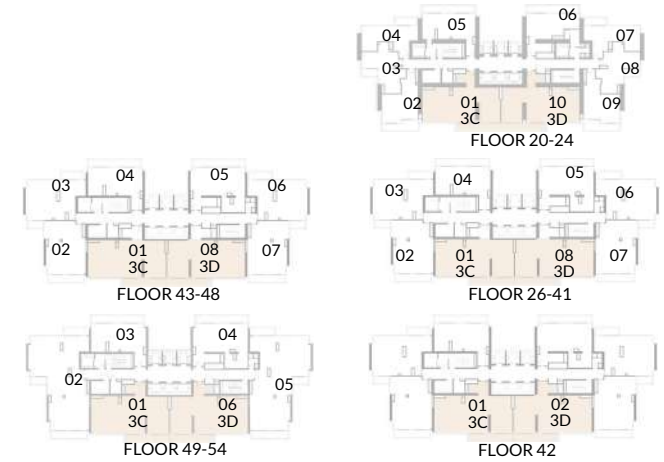 05 06
04 07
03 08
02 01 10 09
3C 3D
FLOOR 20-24
03 04 05 06
02 01 08 07
3C 3D
FLOOR 43-48
03 04 05 06
02 01 08 07
3C 3D
FLOOR 26-41
03 04
02 05
01 06
3C 3D
FLOOR 49-54
01 02
3C 3D
FLOOR 42